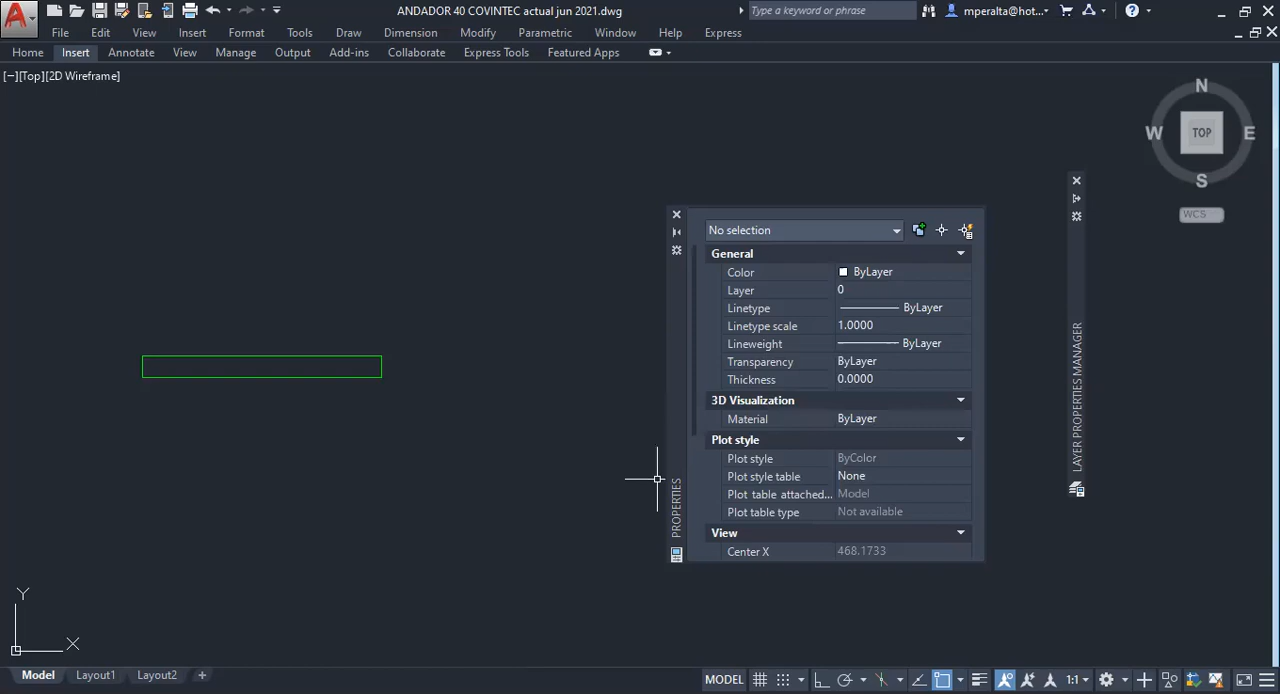 ANDADOR 40 COVINTEC actual jun 2021.dwg
Type a keyword or phrase
mperalta@hot...
File Edit View Insert Format Tools Draw Dimension Modify Parametric Window Help Express
Home Insert Annotate View Manage Output Add-ins Collaborate Express Tools Featured Apps
[−][Top][2D Wireframe]
N
W TOP E
S
WCS
No selection
General
Color ByLayer
Layer 0
Linetype ByLayer
Linetype scale 1.0000
Lineweight ByLayer
Transparency ByLayer
Thickness 0.0000
3D Visualization
Material ByLayer
Plot style
Plot style ByColor
Plot style table None
Plot table attached... Model
Plot table type Not available
View
Center X 468.1733
PROPERTIES
LAYER PROPERTIES MANAGER
Y
X
Model Layout1 Layout2 +
MODEL 1:1